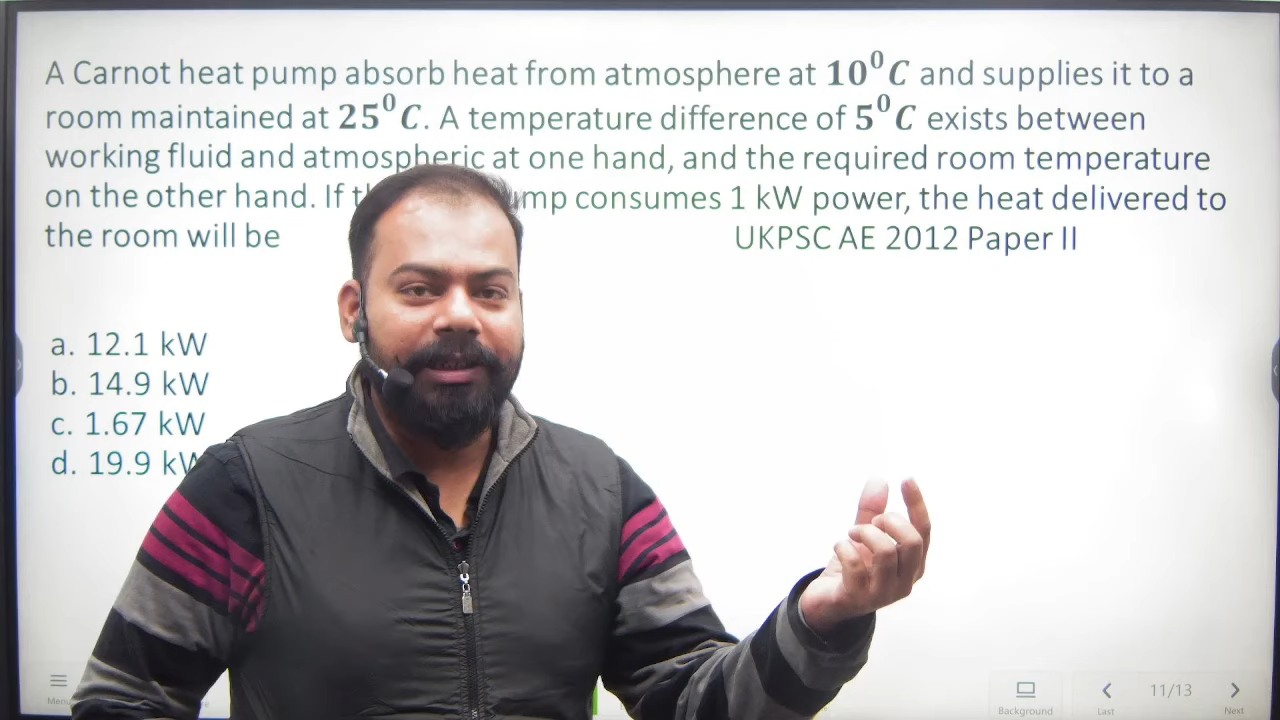 A Carnot heat pump absorb heat from atmosphere at 10⁰C and supplies it to a
room maintained at 25⁰C. A temperature difference of 5⁰C exists between
working fluid and atmospheric at one hand, and the required room temperature
on the other hand. If consumes 1 kW power, the heat delivered to
the room will be UKPSC AE 2012 Paper II
a. 12.1 kW
b. 14.9 kW
c. 1.67 kW
d. 19.9 kW
Background
Last
11/13
Next